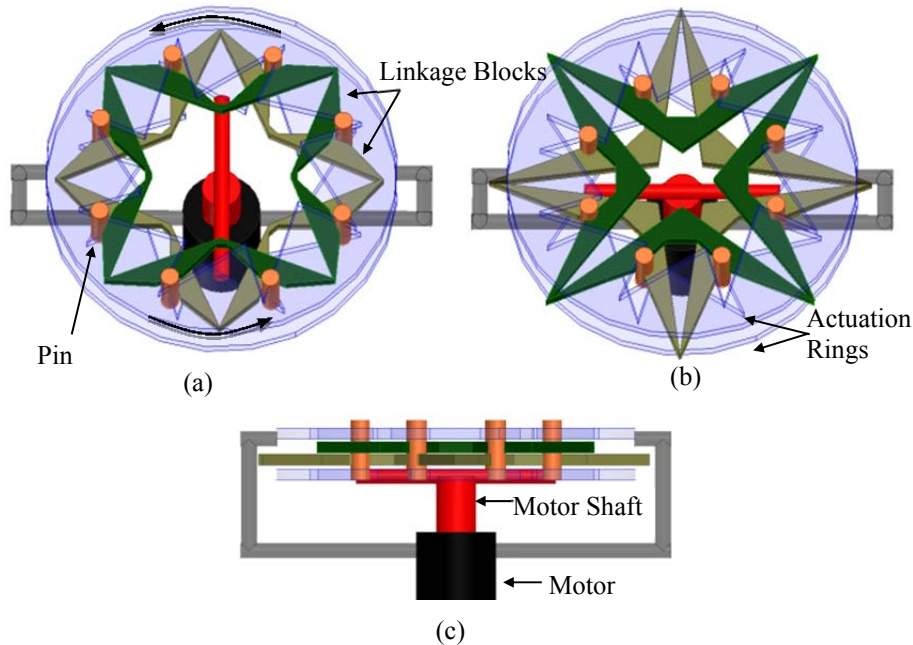 Linkage Blocks
Pin
Actuation
Rings
(a)
(b)
Motor Shaft
Motor
(c)